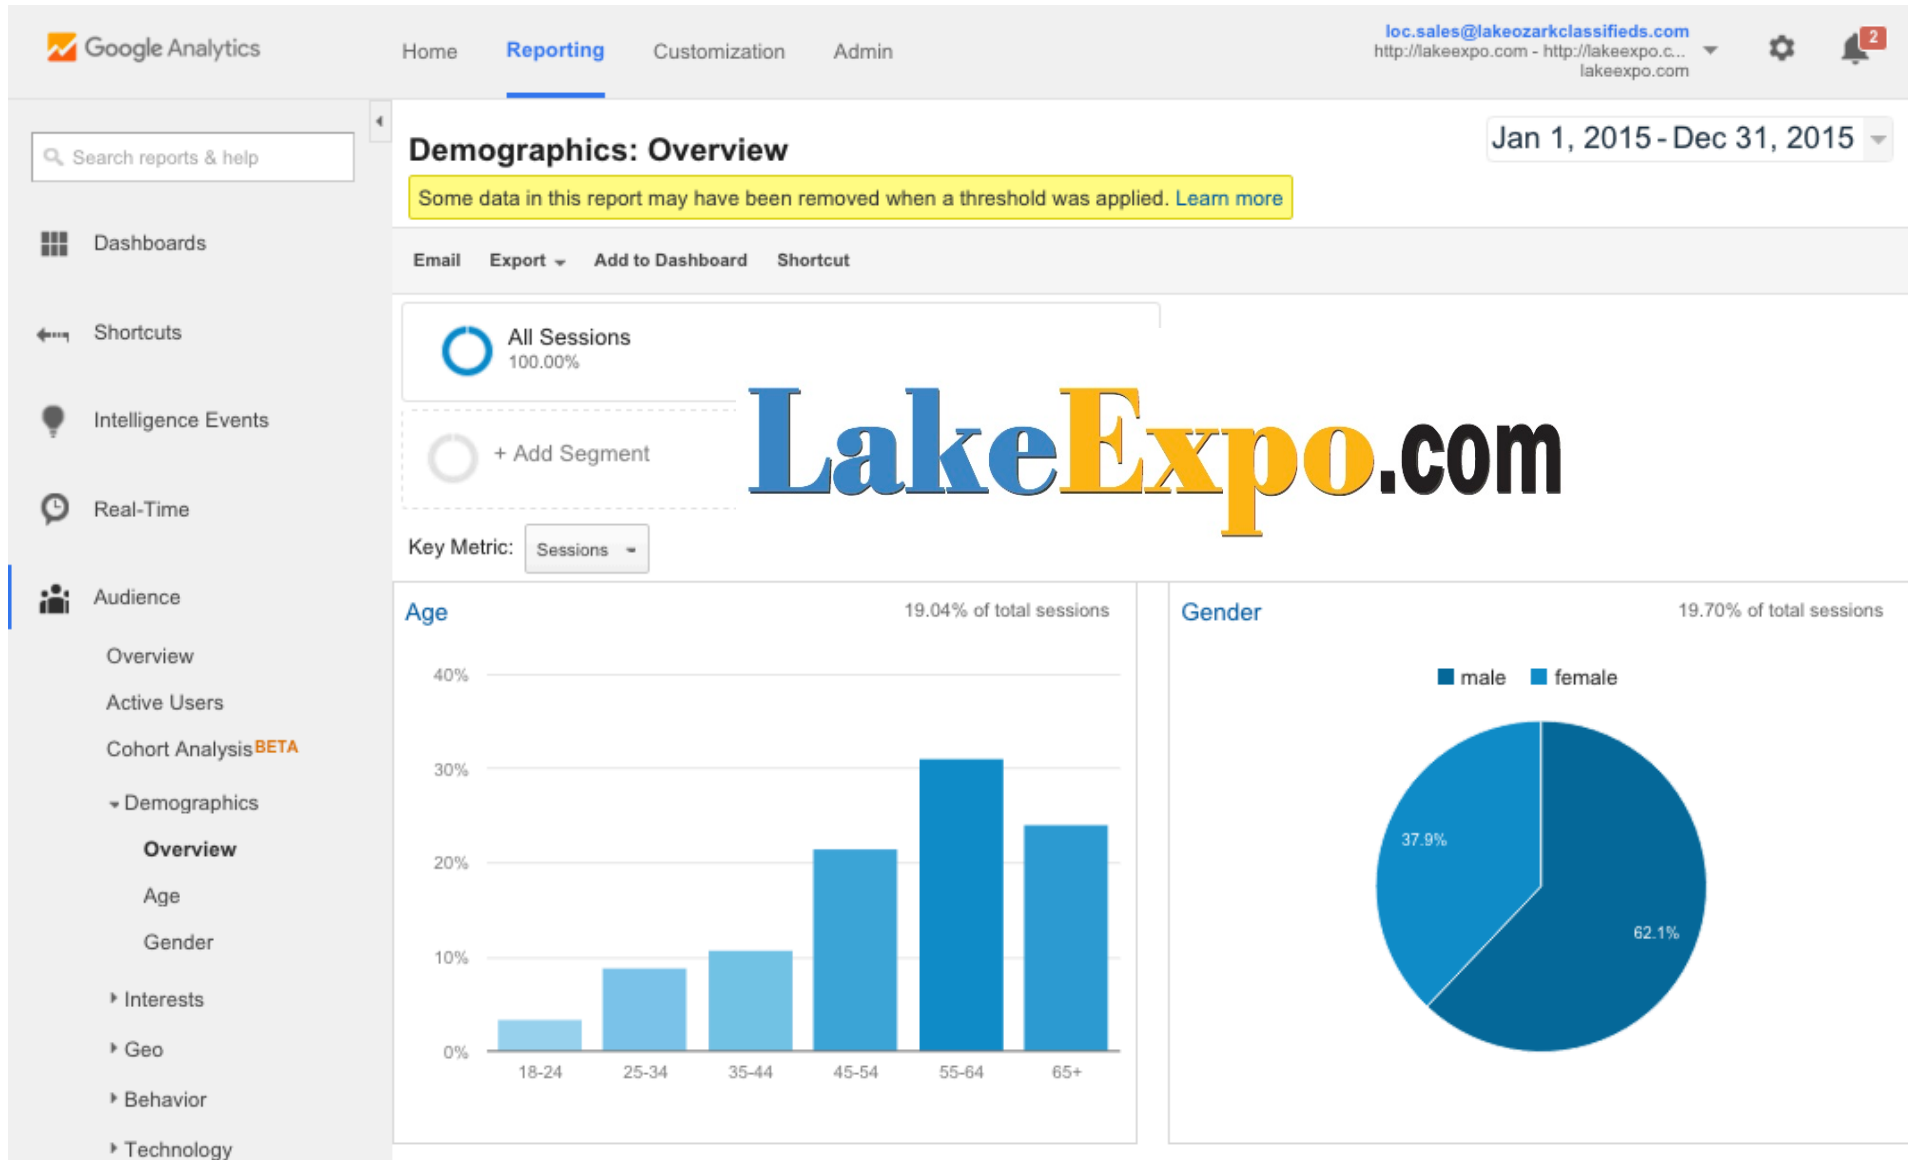 Google Analytics
Home Reporting Customization Admin
loc.sales@lakeozarkclassifieds.com
http://lakeexpo.com - http://lakeexpo.c...
lakeexpo.com
2
Search reports & help
Dashboards
Shortcuts
Intelligence Events
Real-Time
Audience
Overview
Active Users
Cohort Analysis BETA
Demographics
Overview
Age
Gender
Interests
Geo
Behavior
Technology
Demographics: Overview
Jan 1, 2015 - Dec 31, 2015
Some data in this report may have been removed when a threshold was applied. Learn more
Email Export Add to Dashboard Shortcut
All Sessions
100.00%
+ Add Segment
LakeExpo.com
Key Metric: Sessions
Age 19.04% of total sessions
40%
30%
20%
10%
0%
18-24 25-34 35-44 45-54 55-64 65+
Gender 19.70% of total sessions
male female
37.9%
62.1%